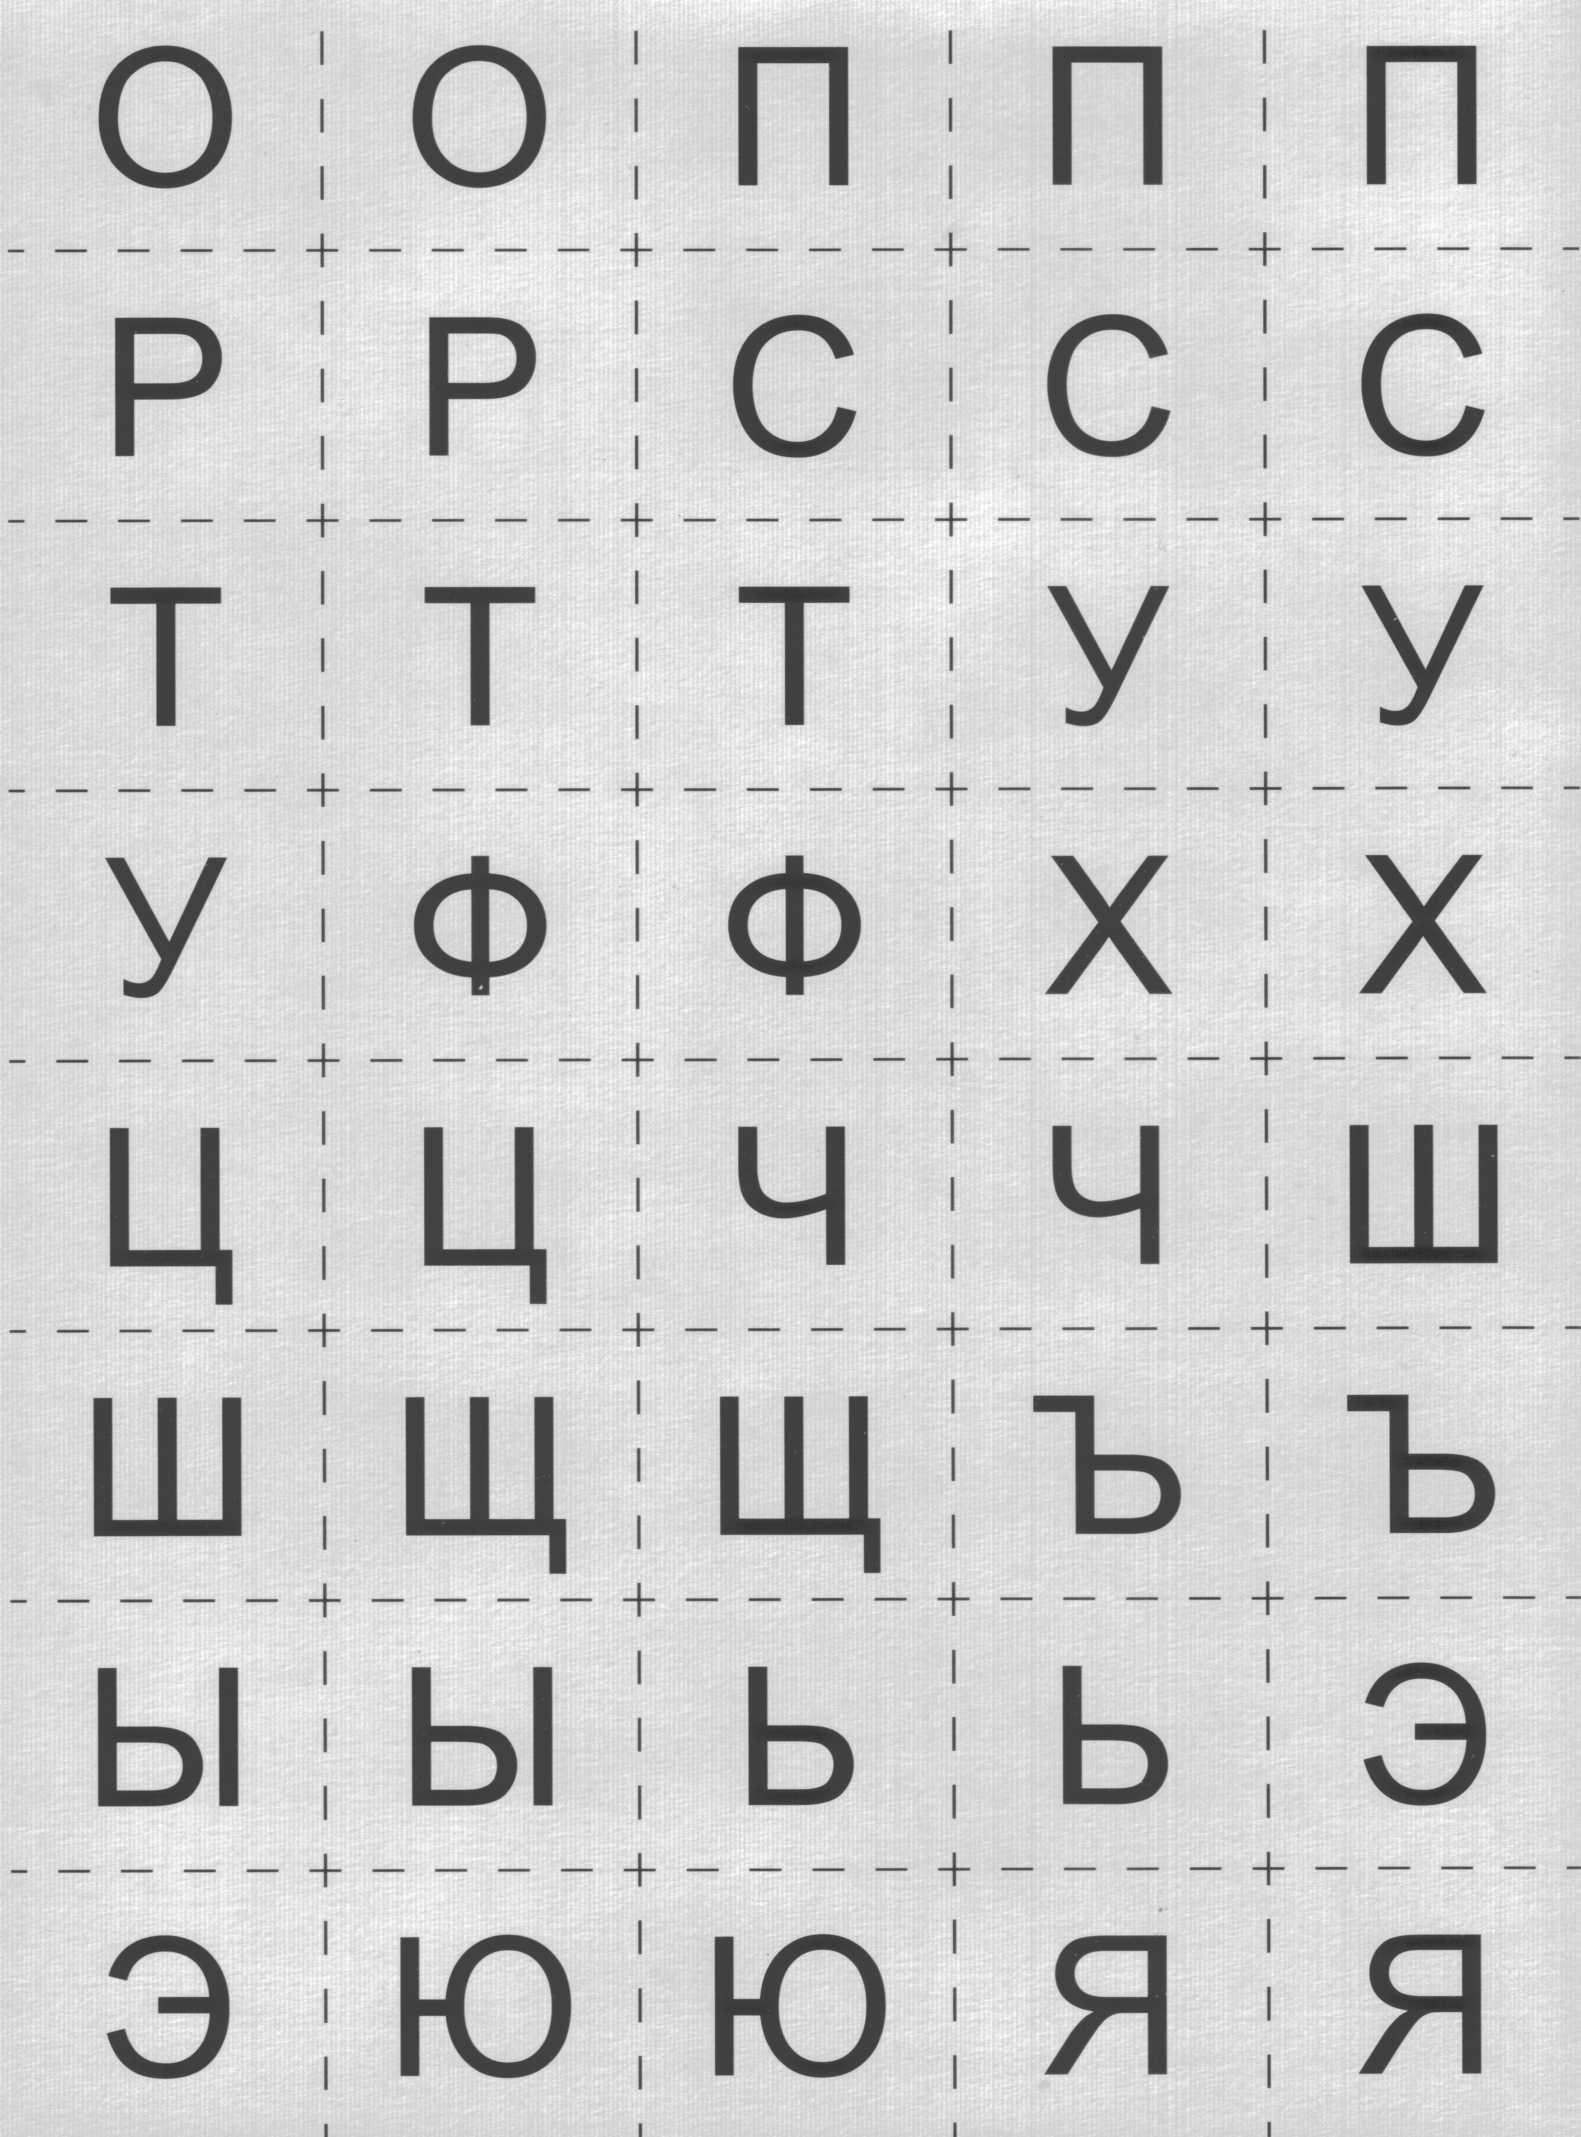 О О П П П
Р Р С С С
Т Т Т У У
У Ф Ф Х Х
Ц Ц Ч Ч Ш
Ш Щ Щ Ъ Ъ
Ы Ы Ь Ь Э
Э Ю Ю Я Я